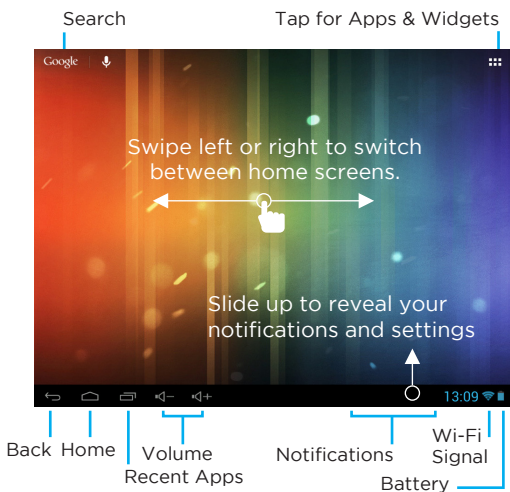 Search
Tap for Apps & Widgets
Google
Swipe left or right to switch
between home screens.
Slide up to reveal your
notifications and settings
13:09
Back Home
Volume
Recent Apps
Notifications
Wi-Fi
Signal
Battery